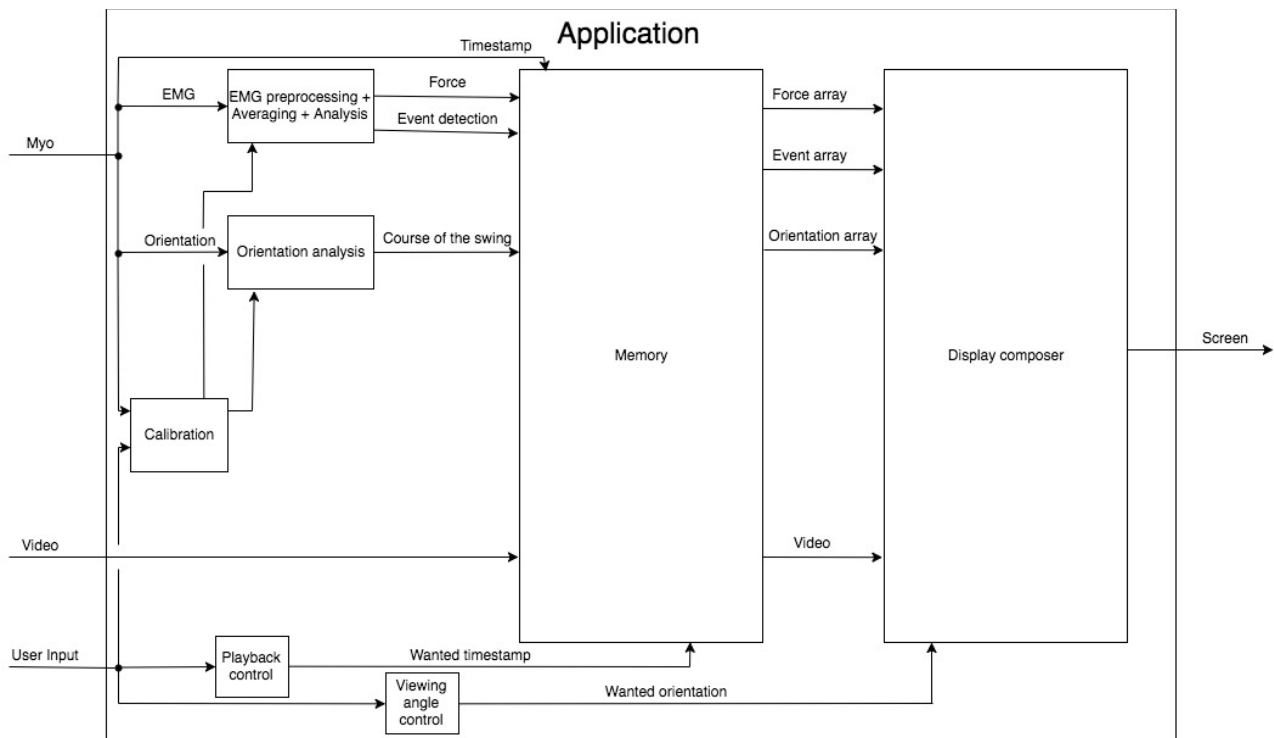 Application
Timestamp
EMG
EMG preprocessing +
Averaging + Analysis
Force
Event detection
Force array
Event array
Myo
Orientation
Orientation analysis
Course of the swing
Orientation array
Memory
Display composer
Screen
Calibration
Video
Video
User Input
Playback
control
Wanted timestamp
Viewing
angle
control
Wanted orientation